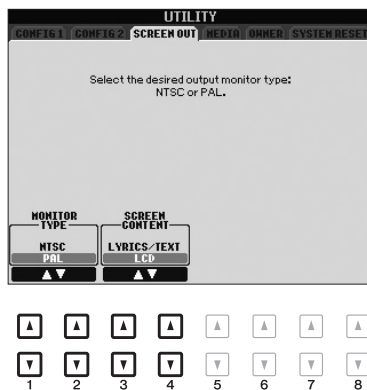 UTILITY
CONFIG 1 CONFIG 2 SCREEN OUT MEDIA OWNER SYSTEM RESET
Select the desired output monitor type:
NTSC or PAL.
MONITOR TYPE SCREEN CONTENT
NTSC LYRICS/TEXT
PAL LCD
1 2 3 4 5 6 7 8